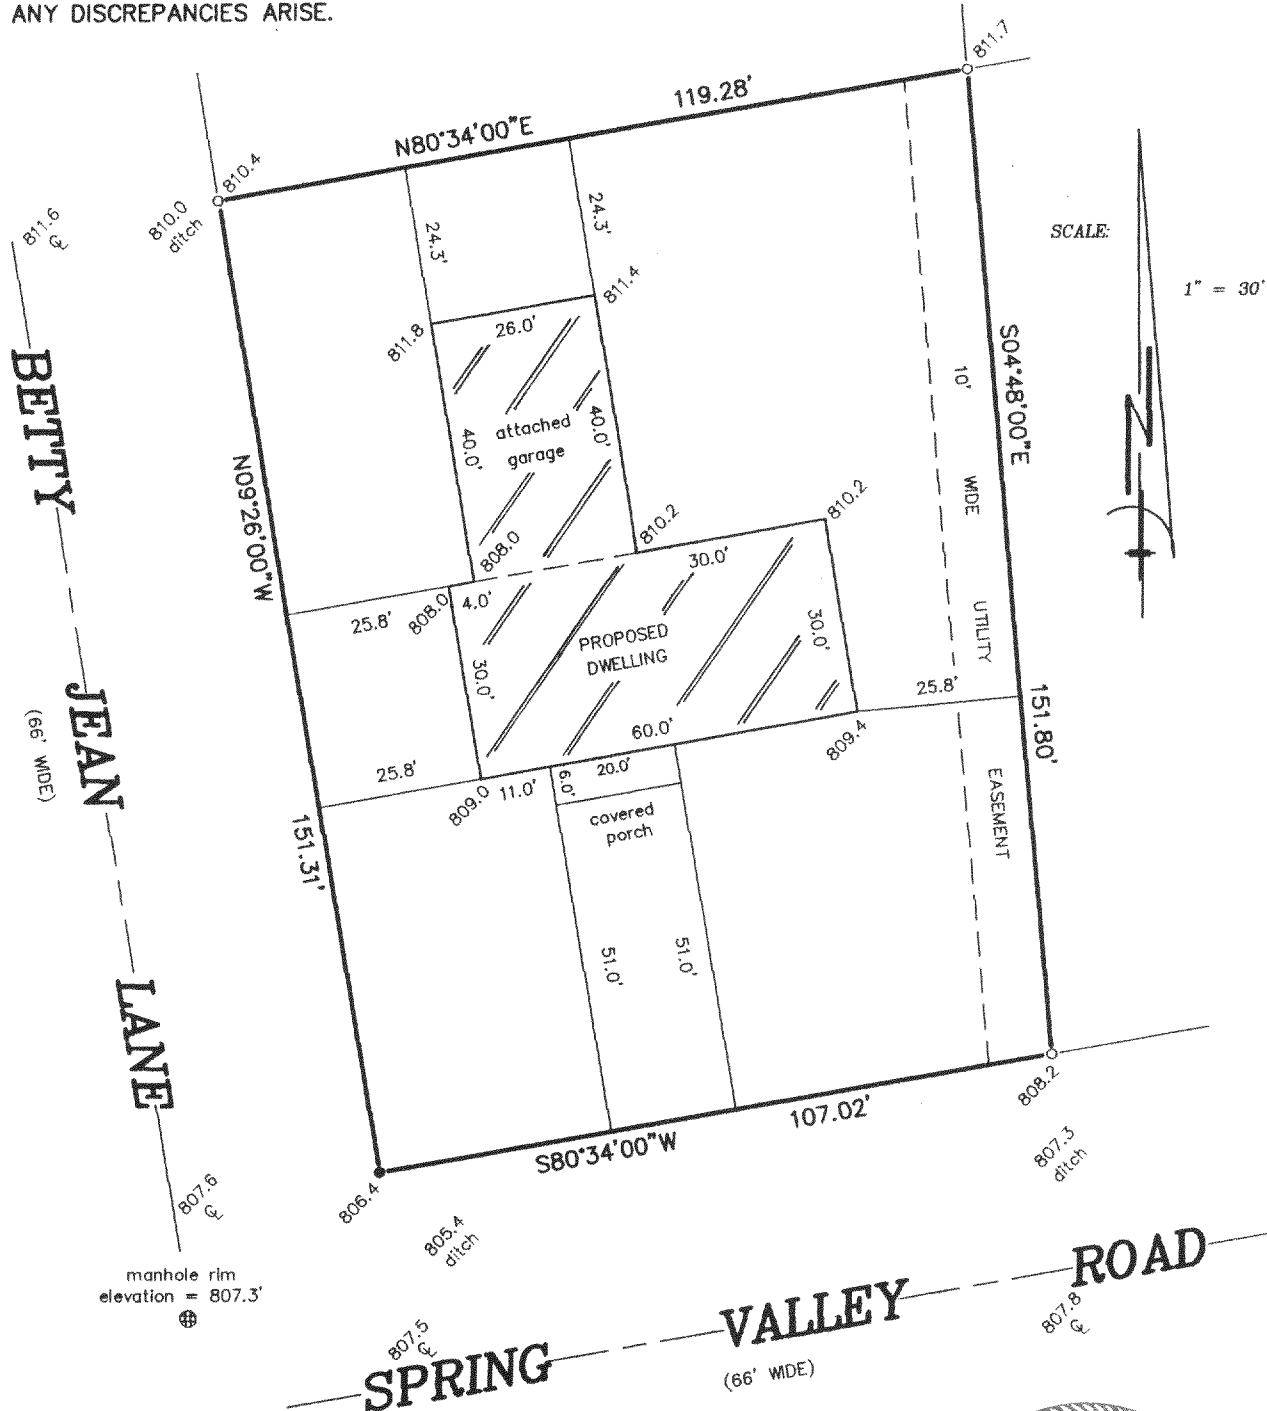 ANY DISCREPANCIES ARISE.
811.7
119.28'
N80°34'00"E
810.4
810.0
ditch
811.6
℄
24.3'
24.3'
SCALE:
1" = 30'
811.4
811.8
26.0'
S04°48'00"E
10'
WIDE
UTILITY
EASEMENT
BETTY
JEAN
LANE
(66' WIDE)
N09°26'00"W
attached
garage
40.0'
40.0'
N
810.2
810.2
808.0
808.0
30.0'
4.0'
25.8'
PROPOSED
DWELLING
30.0'
30.0'
25.8'
60.0'
151.80'
809.4
25.8'
809.0
11.0'
6.0'
20.0'
covered
porch
151.31'
51.0'
51.0'
808.2
107.02'
S80°34'00"W
807.3
ditch
806.4
805.4
ditch
807.6
℄
manhole rim
elevation = 807.3'
807.5
℄
807.8
℄
SPRING VALLEY ROAD
(66' WIDE)